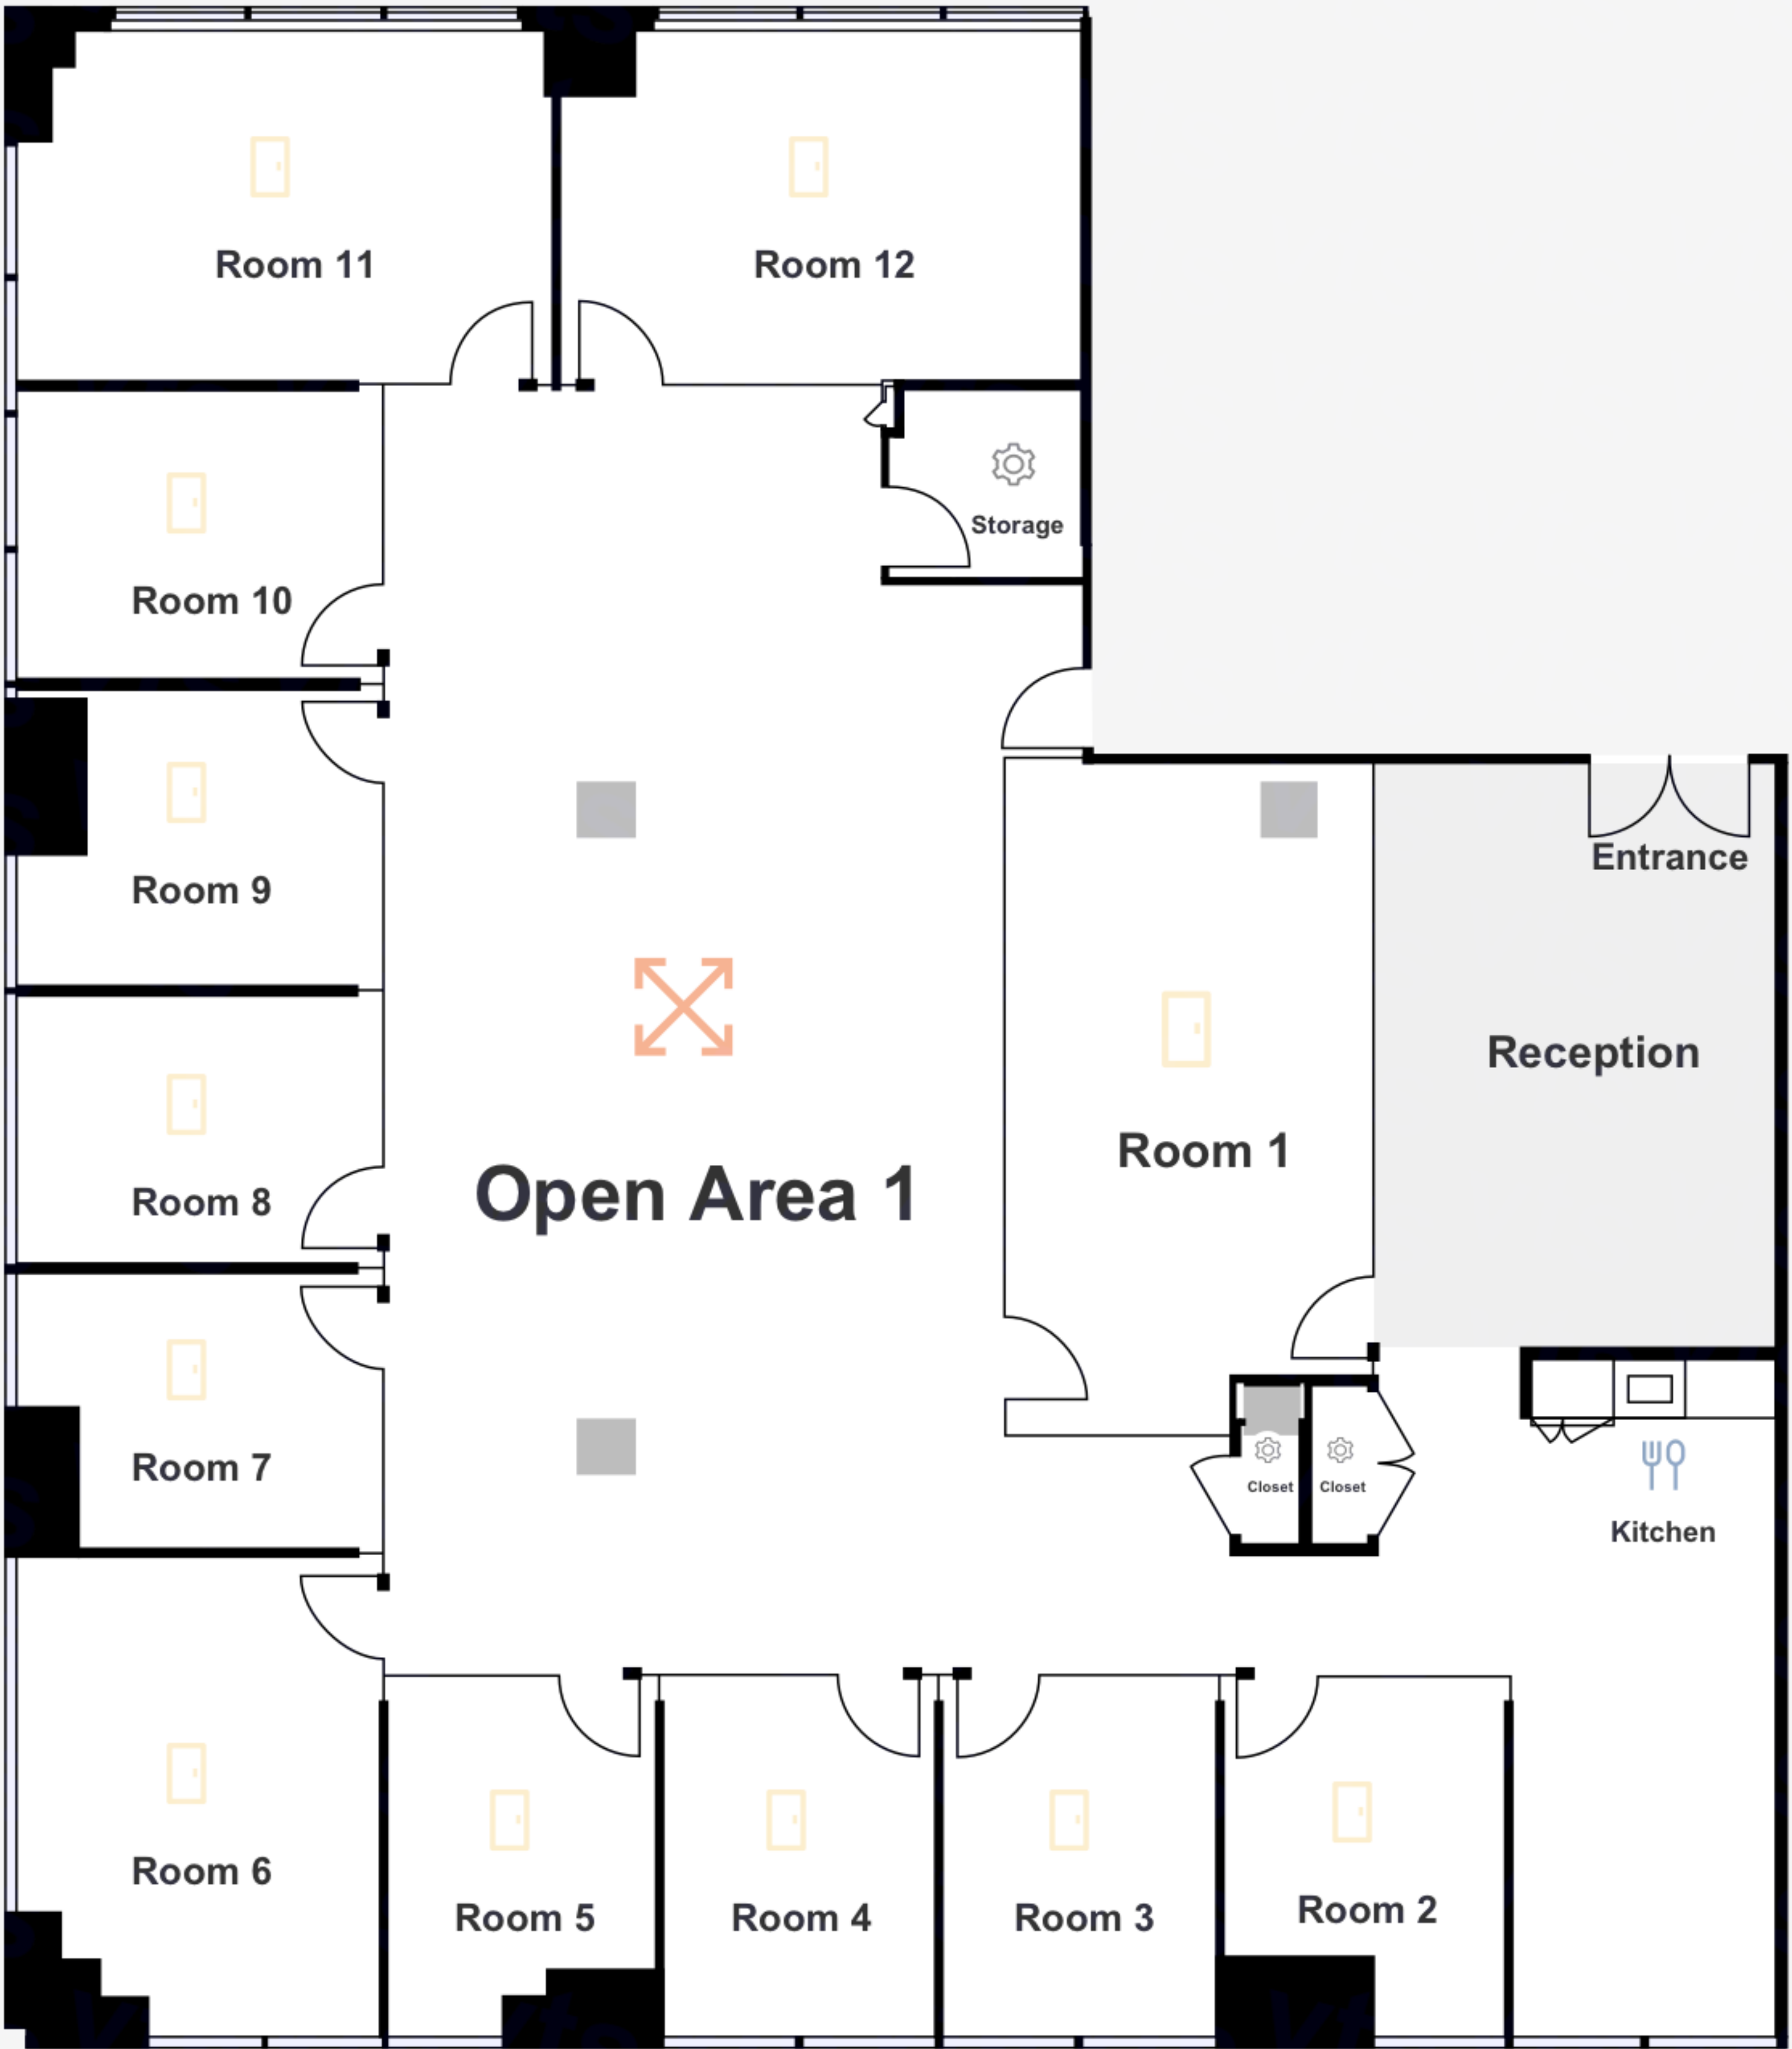 Room 11
Room 12
Storage
Room 10
Entrance
Room 9
Reception
Room 1
Open Area 1
Room 8
Room 7
Closet
Closet
Kitchen
Room 6
Room 5
Room 4
Room 3
Room 2